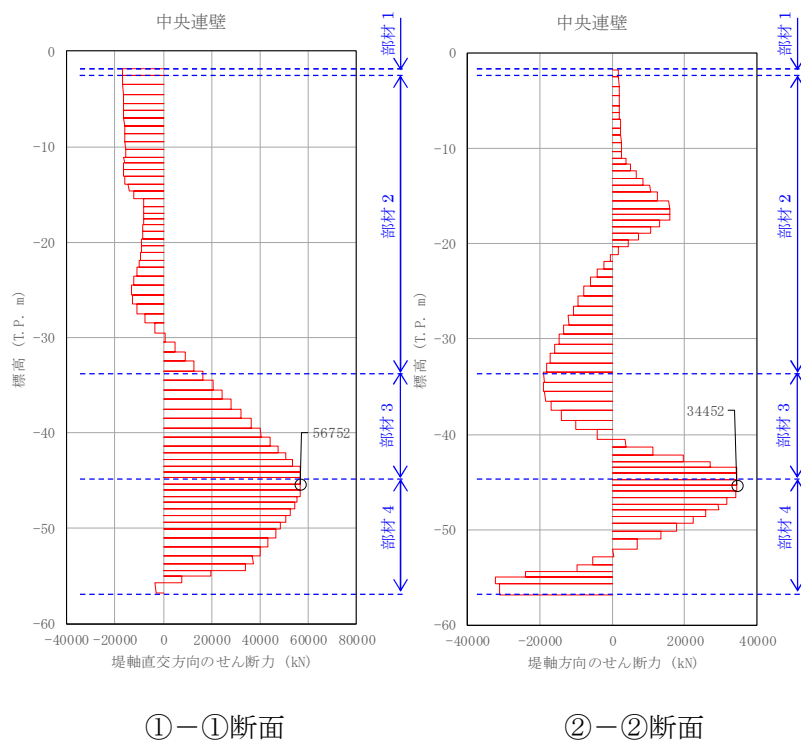 中央連壁
0
-10
-20
-30
-40
-50
-60
標高 (T.P. m)
-40000 -20000 0 20000 40000 60000 80000
堤軸直交方向のせん断力 (kN)
56752
部材1
部材2
部材3
部材4
①－①断面
中央連壁
0
-10
-20
-30
-40
-50
-60
標高 (T.P. m)
-40000 -20000 0 20000 40000
堤軸方向のせん断力 (kN)
34452
部材1
部材2
部材3
部材4
②－②断面